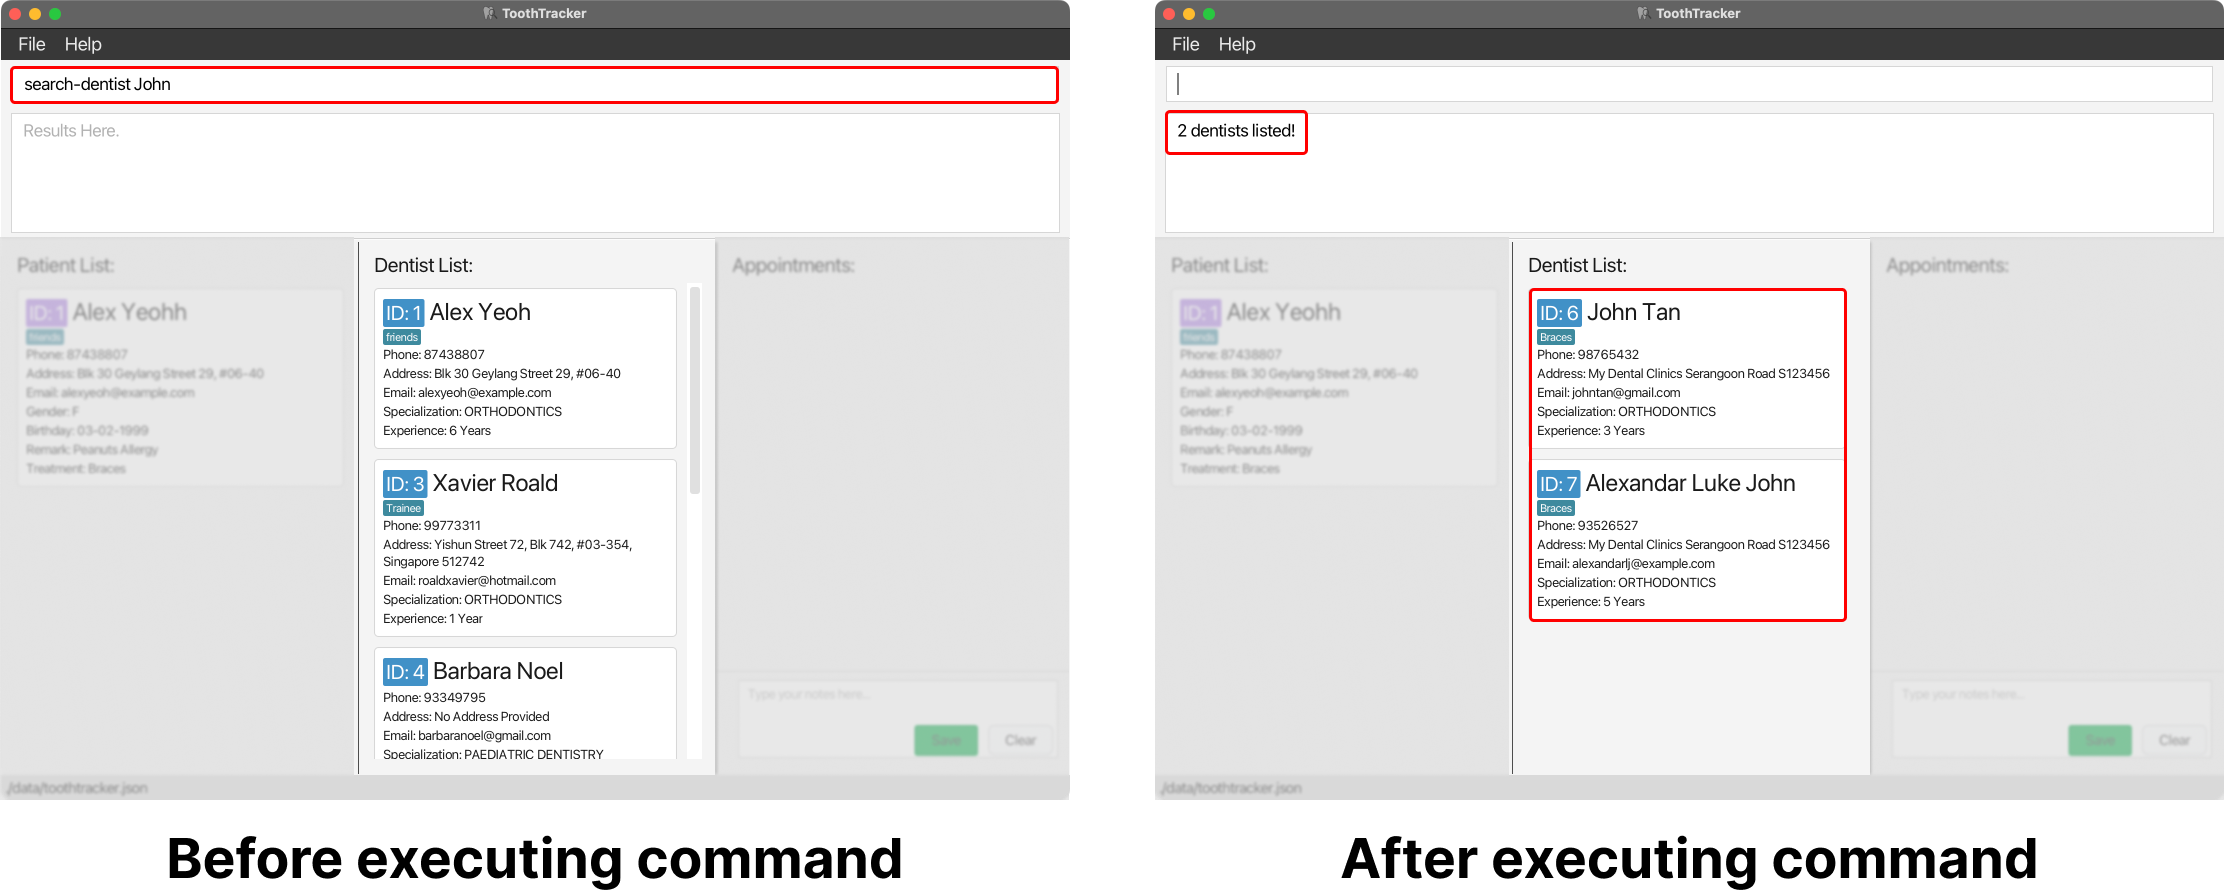 ToothTracker
File Help
search-dentist John
Results Here.
Patient List:
ID: 1 Alex Yeohh
friends
Phone: 87438807
Address: Blk 30 Geylang Street 29, #06-40
Email: alexyeoh@example.com
Gender: F
Birthday: 03-02-1999
Remark: Peanuts Allergy
Treatment: Braces
Dentist List:
ID: 1 Alex Yeoh
friends
Phone: 87438807
Address: Blk 30 Geylang Street 29, #06-40
Email: alexyeoh@example.com
Specialization: ORTHODONTICS
Experience: 6 Years
ID: 3 Xavier Roald
Trainee
Phone: 99773311
Address: Yishun Street 72, Blk 742, #03-354,
Singapore 512742
Email: roaldxavier@hotmail.com
Specialization: ORTHODONTICS
Experience: 1 Year
ID: 4 Barbara Noel
Phone: 93349795
Address: No Address Provided
Email: barbaranoel@gmail.com
Specialization: PAEDIATRIC DENTISTRY
Appointments:
Type your notes here...
Save Clear
./data/toothtracker.json
Before executing command
ToothTracker
File Help
2 dentists listed!
Patient List:
ID: 1 Alex Yeohh
friends
Phone: 87438807
Address: Blk 30 Geylang Street 29, #06-40
Email: alexyeoh@example.com
Gender: F
Birthday: 03-02-1999
Remark: Peanuts Allergy
Treatment: Braces
Dentist List:
ID: 6 John Tan
Braces
Phone: 98765432
Address: My Dental Clinics Serangoon Road S123456
Email: johntan@gmail.com
Specialization: ORTHODONTICS
Experience: 3 Years
ID: 7 Alexandar Luke John
Braces
Phone: 93526527
Address: My Dental Clinics Serangoon Road S123456
Email: alexandarlj@example.com
Specialization: ORTHODONTICS
Experience: 5 Years
Appointments:
Type your notes here...
Save Clear
./data/toothtracker.json
After executing command